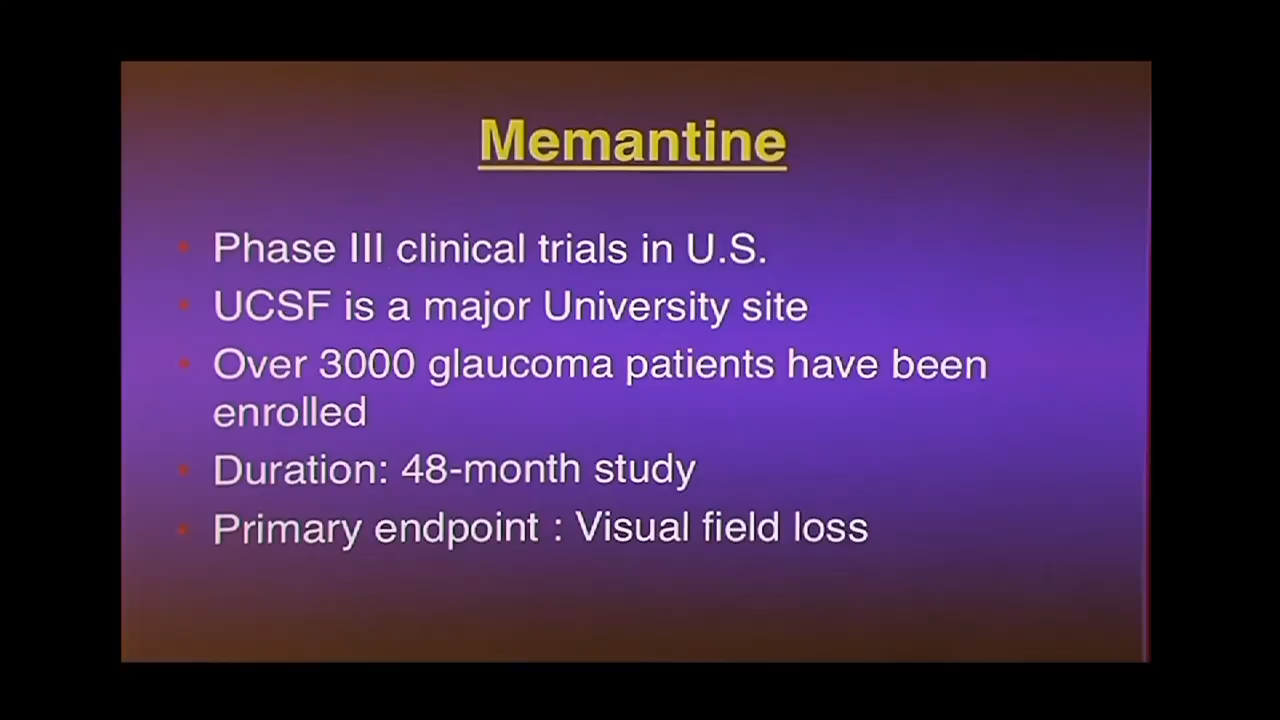 Memantine
• Phase III clinical trials in U.S.
• UCSF is a major University site
• Over 3000 glaucoma patients have been
enrolled
• Duration: 48-month study
• Primary endpoint : Visual field loss